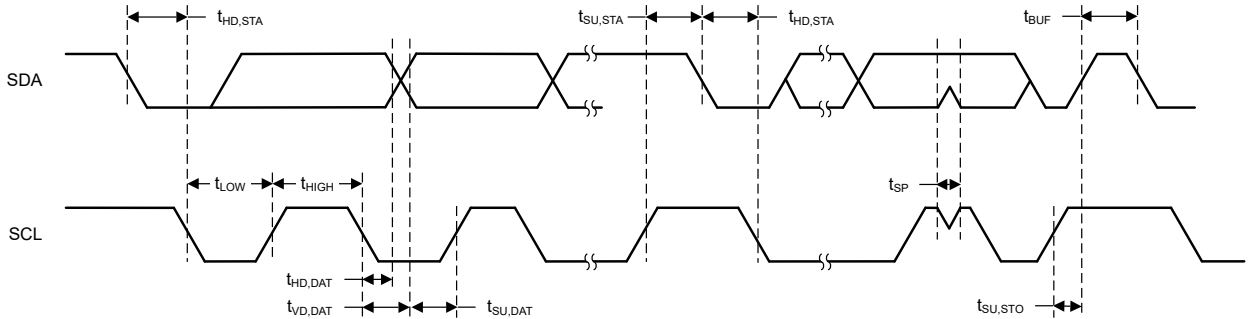 tHD,STA
tSU,STA
tHD,STA
tBUF
SDA
tLOW
tHIGH
tSP
SCL
tHD,DAT
tVD,DAT
tSU,DAT
tSU,STO